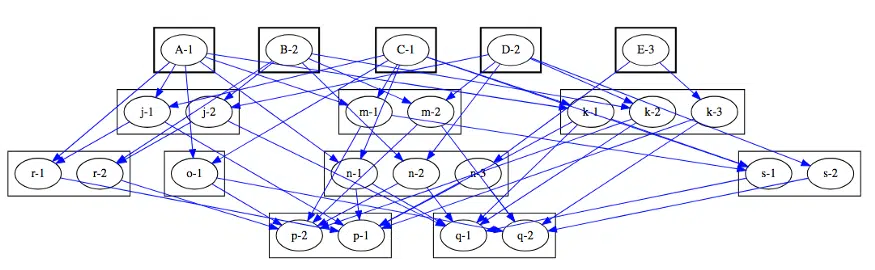 A-1 B-2 C-1 D-2 E-3
j-1 j-2 m-1 m-2 k-1 k-2 k-3
r-1 r-2 o-1 n-1 n-2 n-3 s-1 s-2
p-2 p-1 q-1 q-2